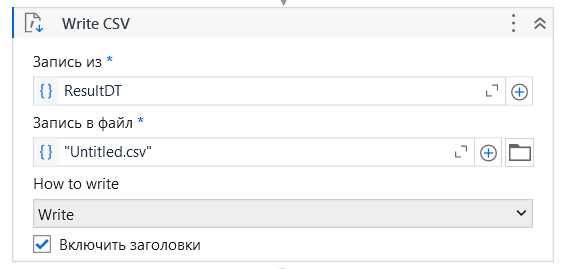 Write CSV
Запись из *
{ } ResultDT
Запись в файл *
{ } "Untitled.csv"
How to write
Write
Включить заголовки